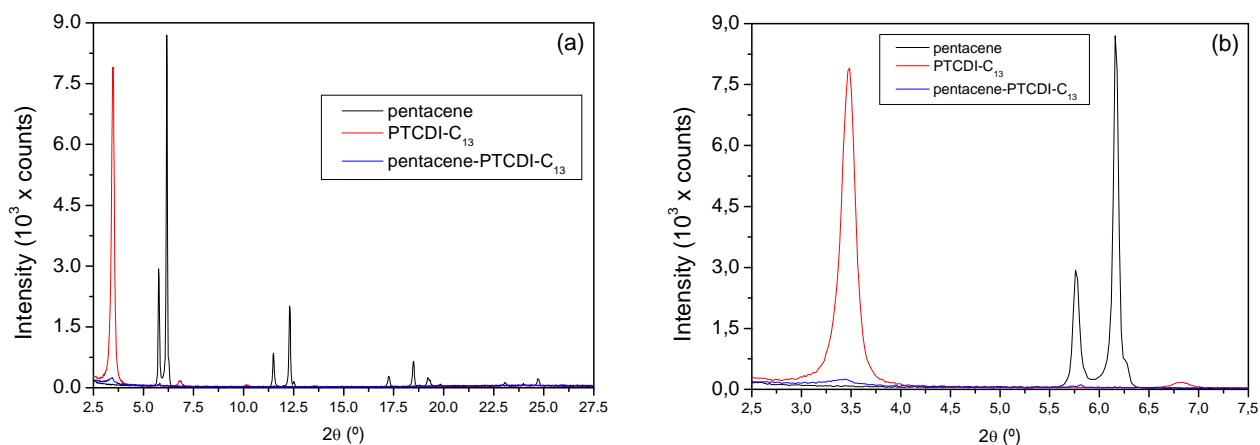 (a)
9.0
7.5
6.0
4.5
3.0
1.5
0.0
Intensity (10³ x counts)
pentacene
PTCDI-C₁₃
pentacene-PTCDI-C₁₃
2.5 5.0 7.5 10.0 12.5 15.0 17.5 20.0 22.5 25.0 27.5
2θ (º)
(b)
9,0
7,5
6,0
4,5
3,0
1,5
0,0
Intensity (10³ x counts)
pentacene
PTCDI-C₁₃
pentacene-PTCDI-C₁₃
2,5 3,0 3,5 4,0 4,5 5,0 5,5 6,0 6,5 7,0 7,5
2θ (º)